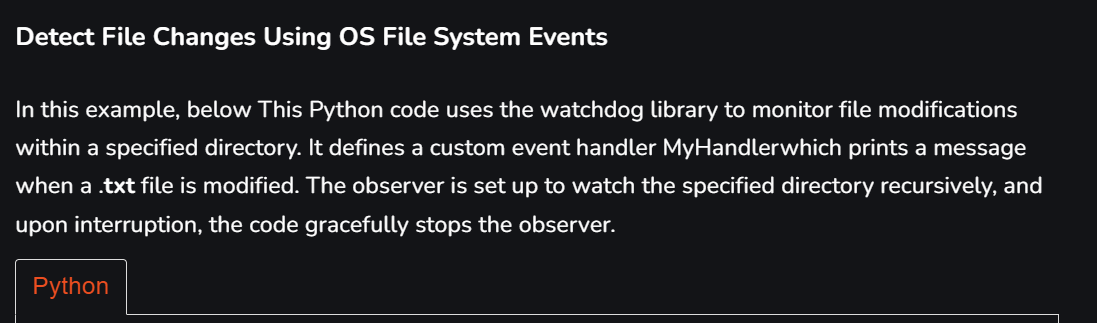 Detect File Changes Using OS File System Events
In this example, below This Python code uses the watchdog library to monitor file modifications
within a specified directory. It defines a custom event handler MyHandlerwhich prints a message
when a .txt file is modified. The observer is set up to watch the specified directory recursively, and
upon interruption, the code gracefully stops the observer.
Python